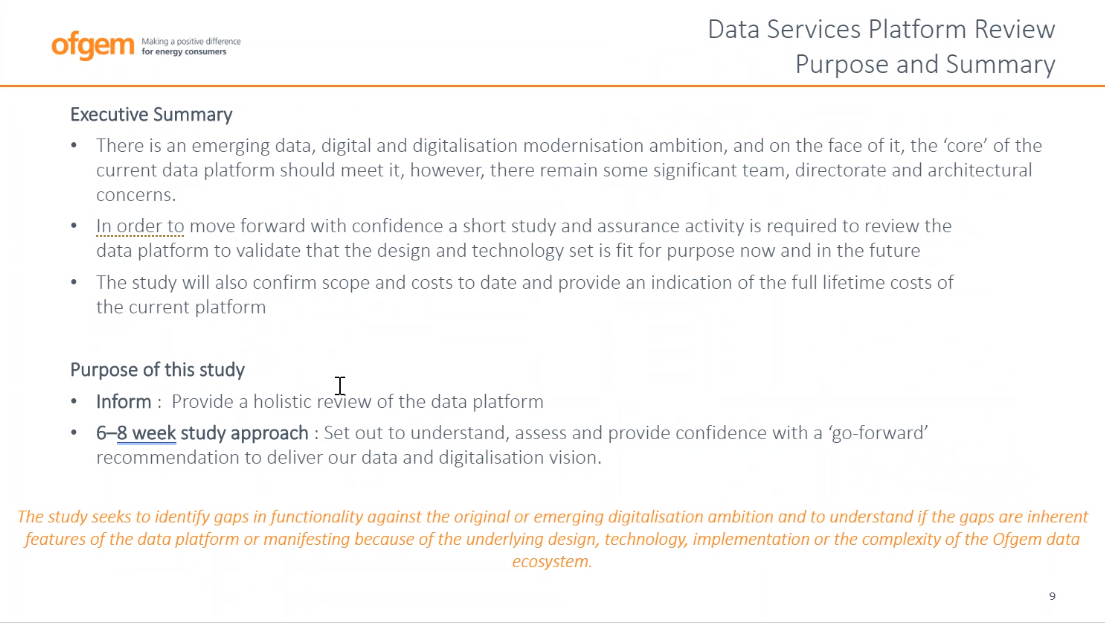 ofgem
Making a positive difference
for energy consumers
Data Services Platform Review
Purpose and Summary
Executive Summary
• There is an emerging data, digital and digitalisation modernisation ambition, and on the face of it, the ‘core’ of the
current data platform should meet it, however, there remain some significant team, directorate and architectural
concerns.
• In order to move forward with confidence a short study and assurance activity is required to review the
data platform to validate that the design and technology set is fit for purpose now and in the future
• The study will also confirm scope and costs to date and provide an indication of the full lifetime costs of
the current platform
Purpose of this study
• Inform : Provide a holistic review of the data platform
• 6–8 week study approach : Set out to understand, assess and provide confidence with a ‘go-forward’
recommendation to deliver our data and digitalisation vision.
The study seeks to identify gaps in functionality against the original or emerging digitalisation ambition and to understand if the gaps are inherent
features of the data platform or manifesting because of the underlying design, technology, implementation or the complexity of the Ofgem data
ecosystem.
9